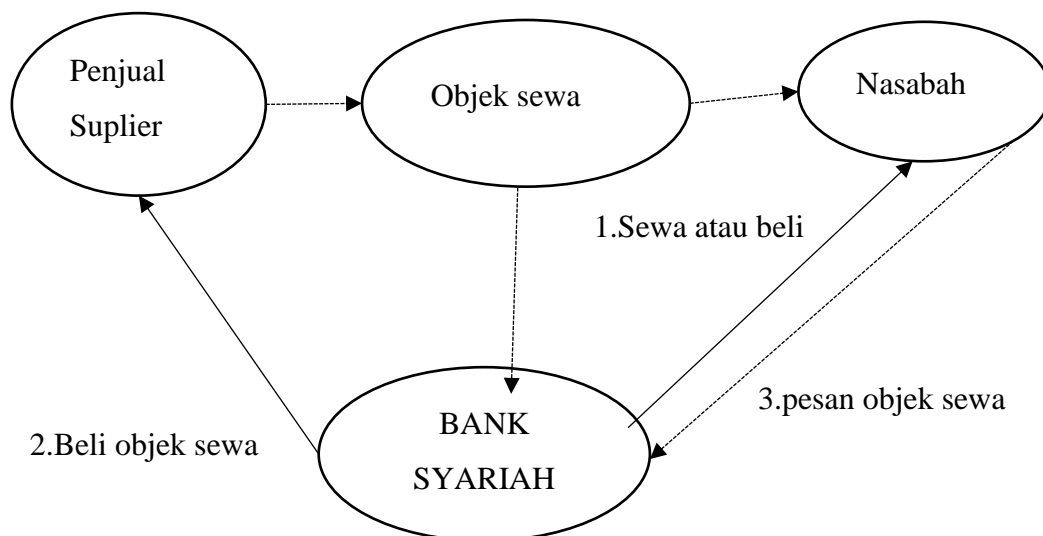 Penjual
Suplier
Objek sewa
Nasabah
1.Sewa atau beli
3.pesan objek sewa
2.Beli objek sewa
BANK
SYARIAH